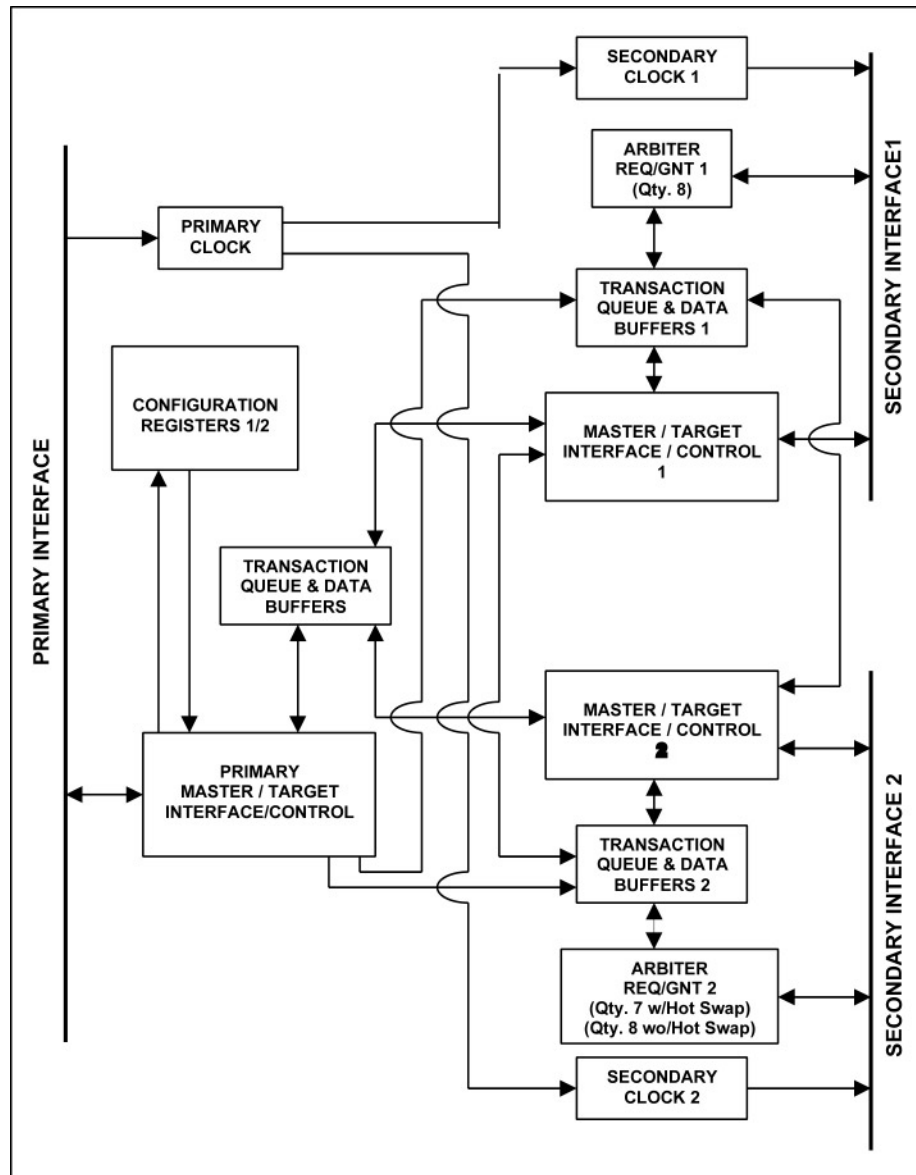 SECONDARY
CLOCK 1
ARBITER
REQ/GNT 1
(Qty. 8)
PRIMARY
CLOCK
TRANSACTION
QUEUE & DATA
BUFFERS 1
SECONDARY INTERFACE1
CONFIGURATION
REGISTERS 1/2
MASTER / TARGET
INTERFACE / CONTROL
1
PRIMARY INTERFACE
TRANSACTION
QUEUE & DATA
BUFFERS
MASTER / TARGET
INTERFACE / CONTROL
2
PRIMARY
MASTER / TARGET
INTERFACE/CONTROL
TRANSACTION
QUEUE & DATA
BUFFERS 2
SECONDARY INTERFACE 2
ARBITER
REQ/GNT 2
(Qty. 7 w/Hot Swap)
(Qty. 8 wo/Hot Swap)
SECONDARY
CLOCK 2